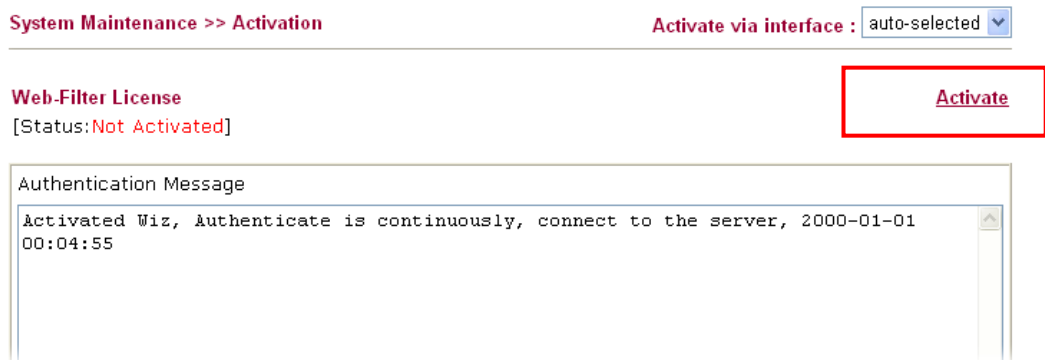 System Maintenance >> Activation
Activate via interface : auto-selected
Web-Filter License
Activate
[Status:Not Activated]
Authentication Message
Activated Wiz, Authenticate is continuously, connect to the server, 2000-01-01
00:04:55